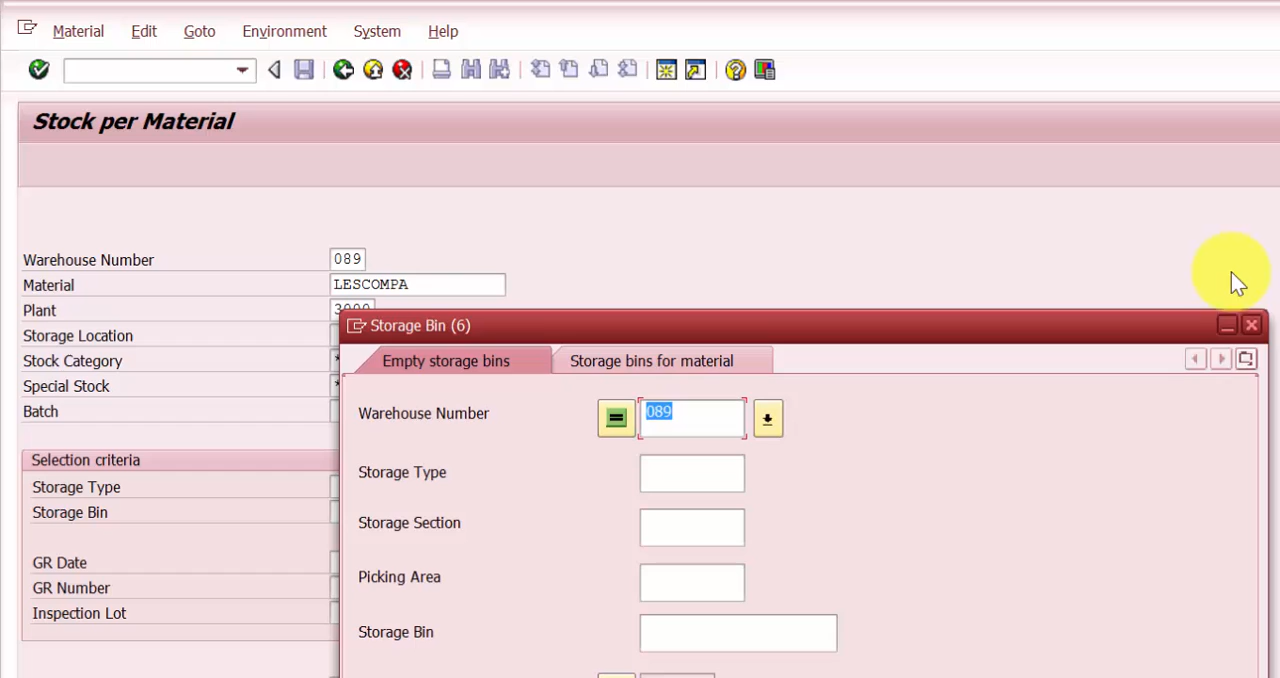 Material Edit Goto Environment System Help
Stock per Material
Warehouse Number 089
Material LESCOMPA
Plant 3000
Storage Location
Stock Category *
Special Stock *
Batch
Selection criteria
Storage Type
Storage Bin
GR Date
GR Number
Inspection Lot
Storage Bin (6)
Empty storage bins Storage bins for material
Warehouse Number 089
Storage Type
Storage Section
Picking Area
Storage Bin